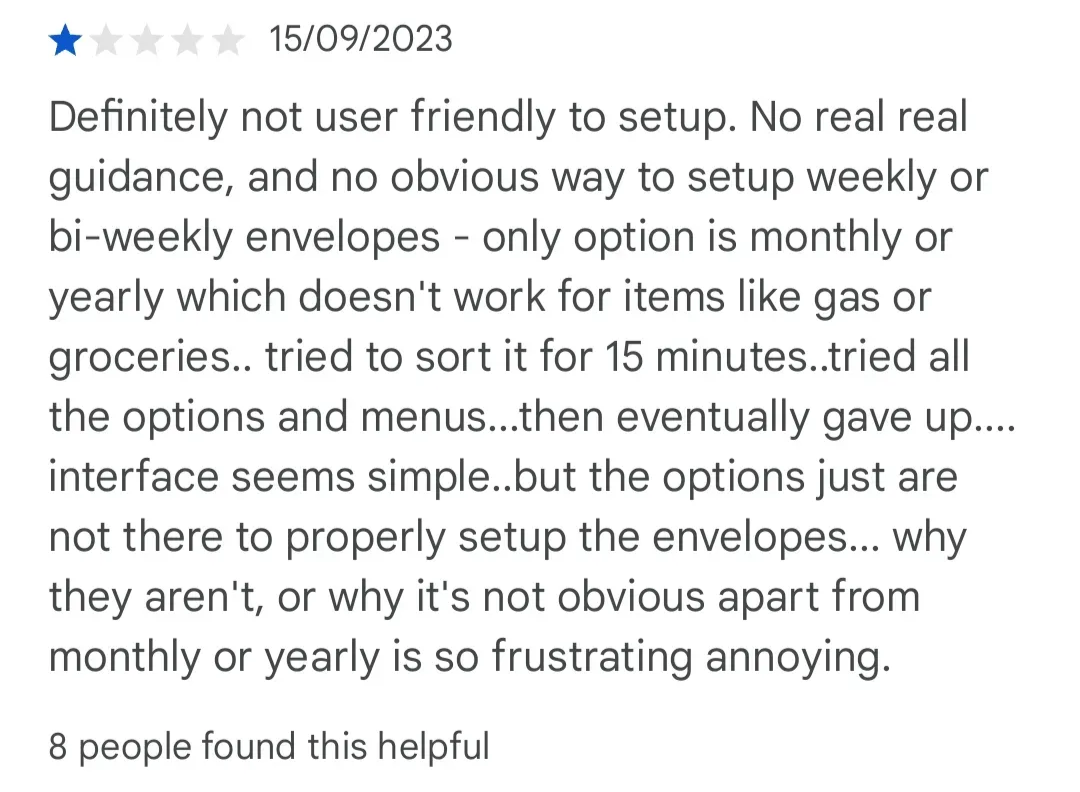 15/09/2023
Definitely not user friendly to setup. No real real
guidance, and no obvious way to setup weekly or
bi-weekly envelopes - only option is monthly or
yearly which doesn't work for items like gas or
groceries.. tried to sort it for 15 minutes..tried all
the options and menus...then eventually gave up....
interface seems simple..but the options just are
not there to properly setup the envelopes... why
they aren't, or why it's not obvious apart from
monthly or yearly is so frustrating annoying.
8 people found this helpful